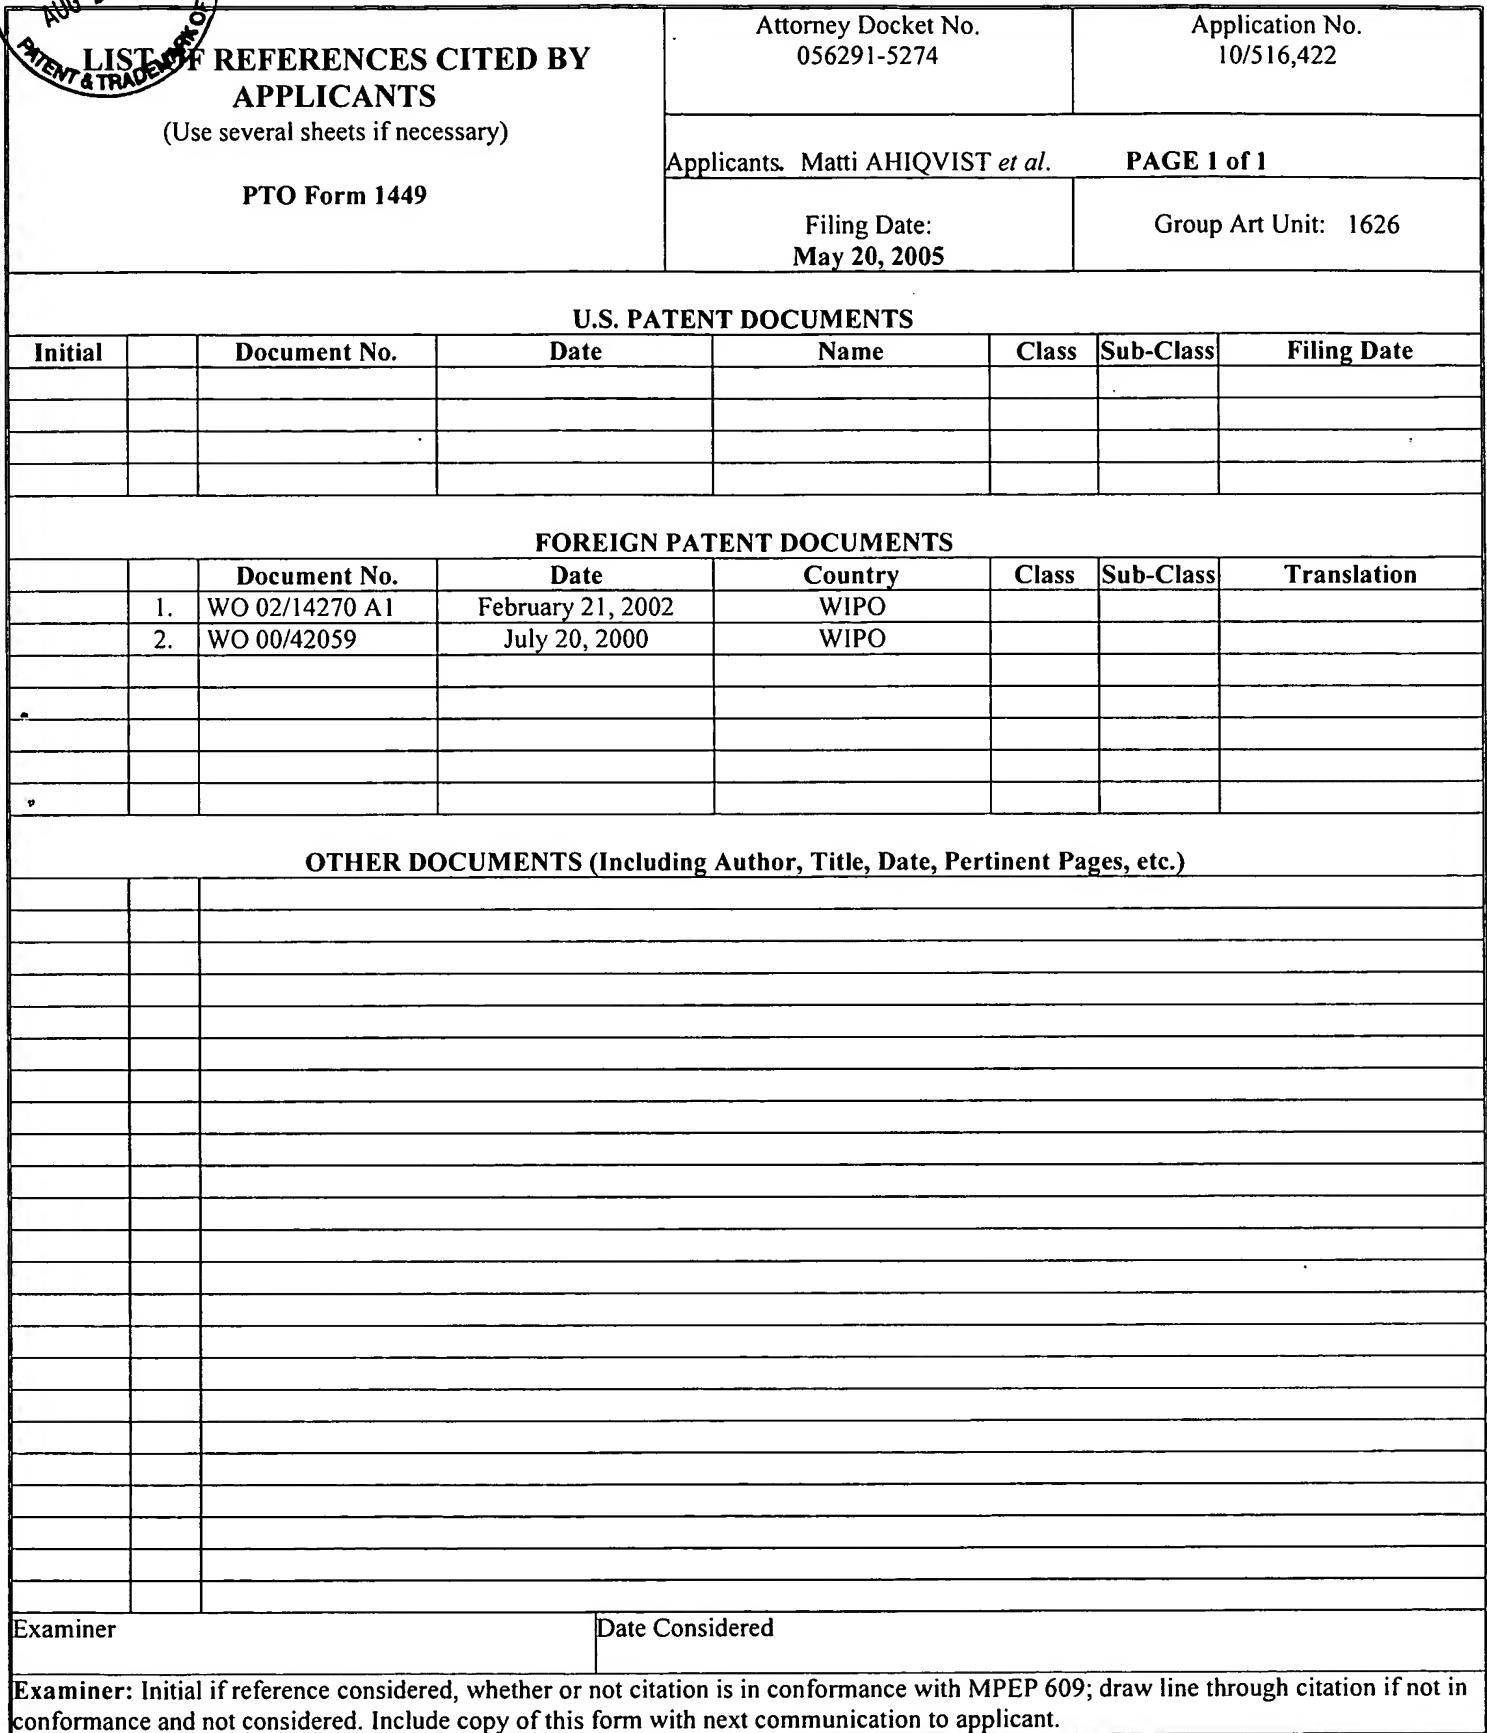 AUG
PATENT & TRADEMARK OF
LIST OF REFERENCES CITED BY
APPLICANTS
(Use several sheets if necessary)
PTO Form 1449
Attorney Docket No.
056291-5274
Application No.
10/516,422
Applicants. Matti AHIQVIST et al. PAGE 1 of 1
Filing Date:
May 20, 2005
Group Art Unit: 1626
U.S. PATENT DOCUMENTS
Initial Document No. Date Name Class Sub-Class Filing Date
FOREIGN PATENT DOCUMENTS
Document No. Date Country Class Sub-Class Translation
1. WO 02/14270 A1 February 21, 2002 WIPO
2. WO 00/42059 July 20, 2000 WIPO
OTHER DOCUMENTS (Including Author, Title, Date, Pertinent Pages, etc.)
Examiner Date Considered
Examiner: Initial if reference considered, whether or not citation is in conformance with MPEP 609; draw line through citation if not in
conformance and not considered. Include copy of this form with next communication to applicant.